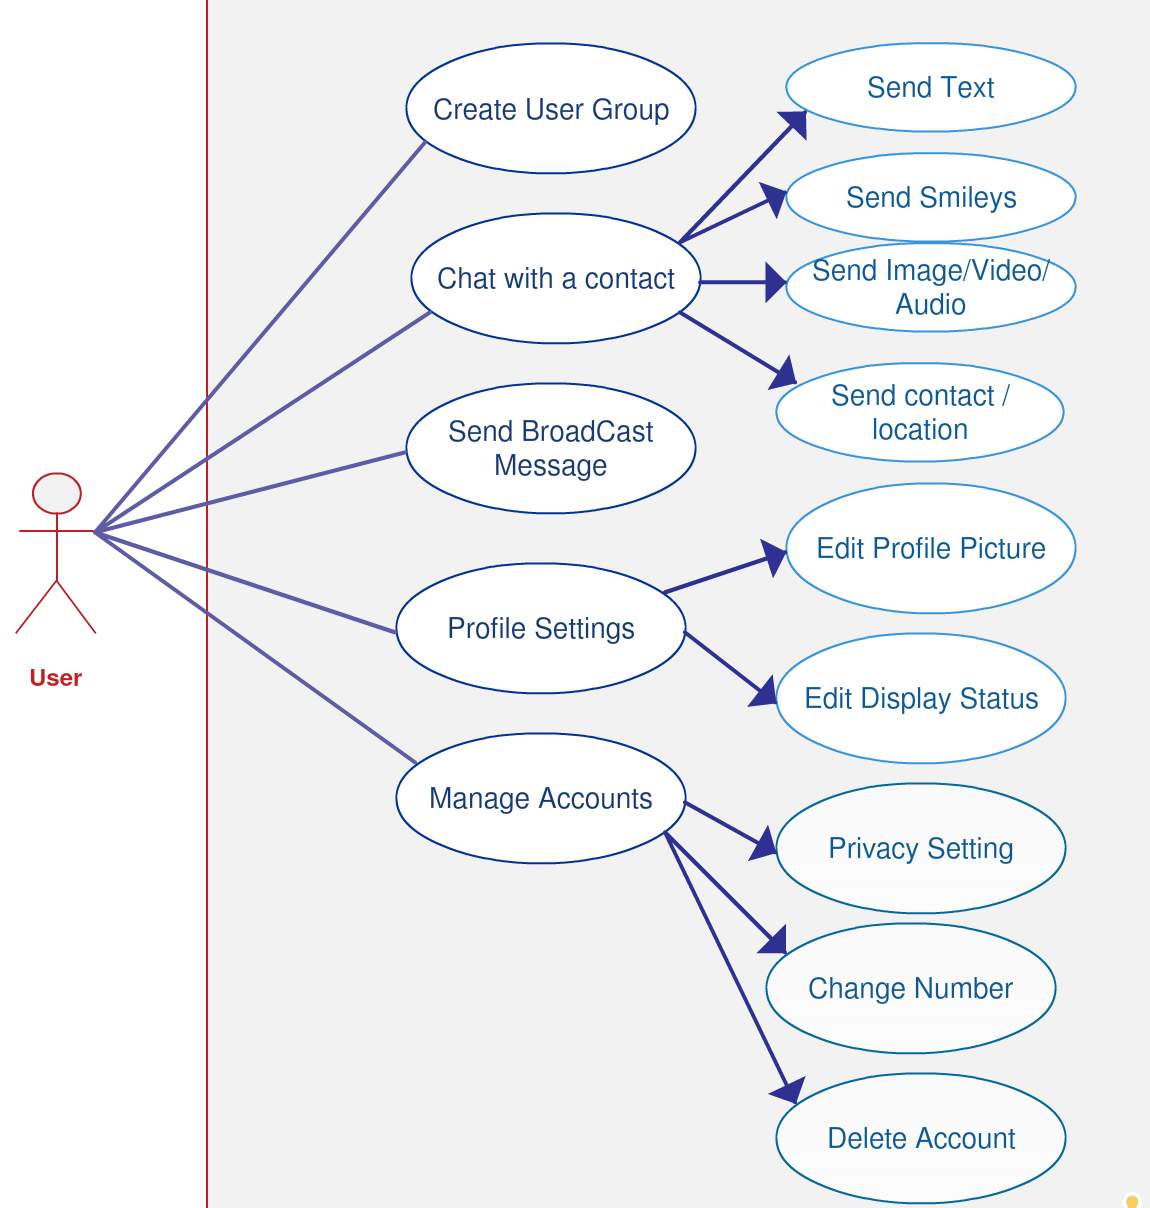 Create User Group
Chat with a contact
Send BroadCast
Message
Profile Settings
Manage Accounts
Send Text
Send Smileys
Send Image/Video/
Audio
Send contact /
location
Edit Profile Picture
Edit Display Status
Privacy Setting
Change Number
Delete Account
User